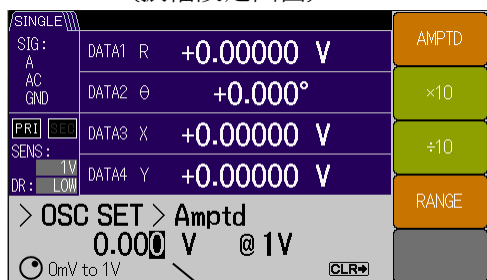 SINGLE
SIG:
A
AC
GND
PRI SEQ
SENS:
1V
DR: LOW
DATA1 R +0.00000 V
DATA2 θ +0.000°
DATA3 X +0.00000 V
DATA4 Y +0.00000 V
> OSC SET > Amptd
0.000 V @ 1V
0mV to 1V
CLR→
AMPTD
×10
÷10
RANGE